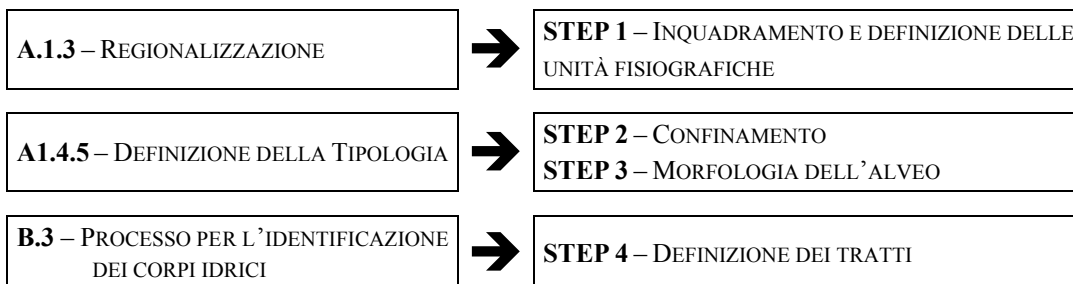 A.1.3 – REGIONALIZZAZIONE
STEP 1 – INQUADRAMENTO E DEFINIZIONE DELLE
UNITÀ FISIOGRAFICHE
A1.4.5 – DEFINIZIONE DELLA TIPOLOGIA
STEP 2 – CONFINAMENTO
STEP 3 – MORFOLOGIA DELL’ALVEO
B.3 – PROCESSO PER L’IDENTIFICAZIONE
DEI CORPI IDRICI
STEP 4 – DEFINIZIONE DEI TRATTI